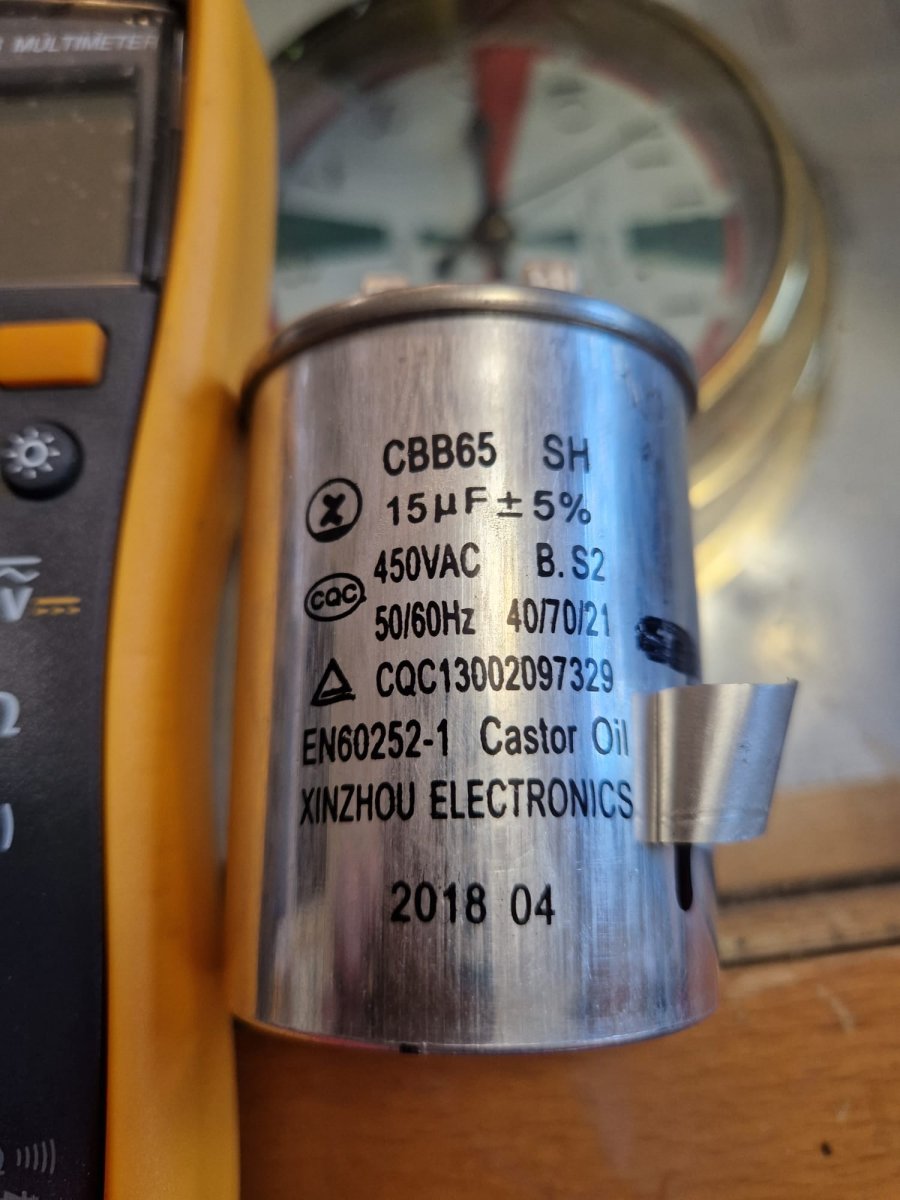 MULTIMETER
CBB65 SH
15µF±5%
450VAC B.S2
CQC
50/60Hz 40/70/21
CQC13002097329
EN60252-1 Castor Oil
XINZHOU ELECTRONICS
2018 04
V
Ω